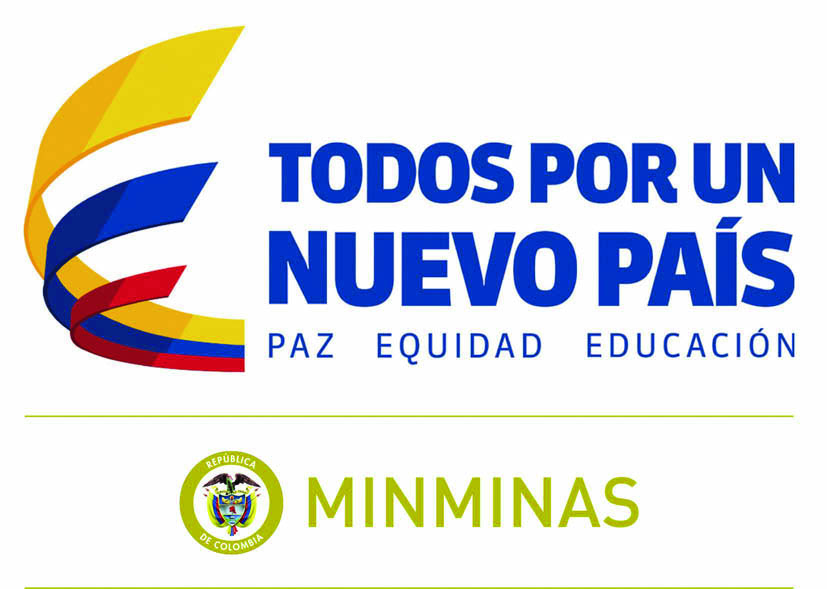 TODOS POR UN
NUEVO PAÍS
PAZ EQUIDAD EDUCACIÓN
REPÚBLICA
DE COLOMBIA
MINMINAS